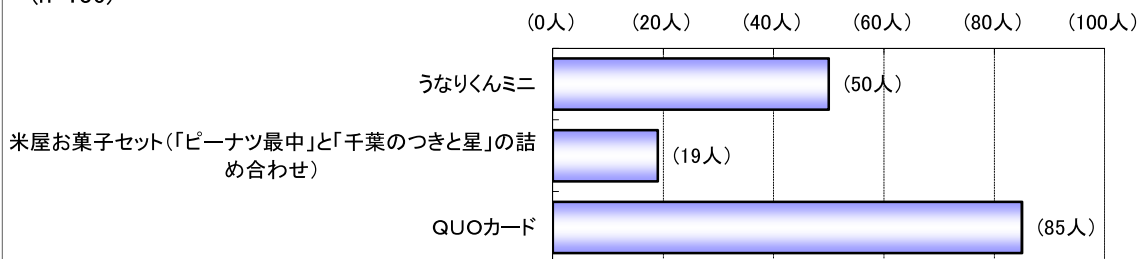 (0人) (20人) (40人) (60人) (80人) (100人)
うなりくんミニ (50人)
米屋お菓子セット(「ピーナツ最中」と「千葉のつきと星」の詰
め合わせ) (19人)
QUOカード (85人)